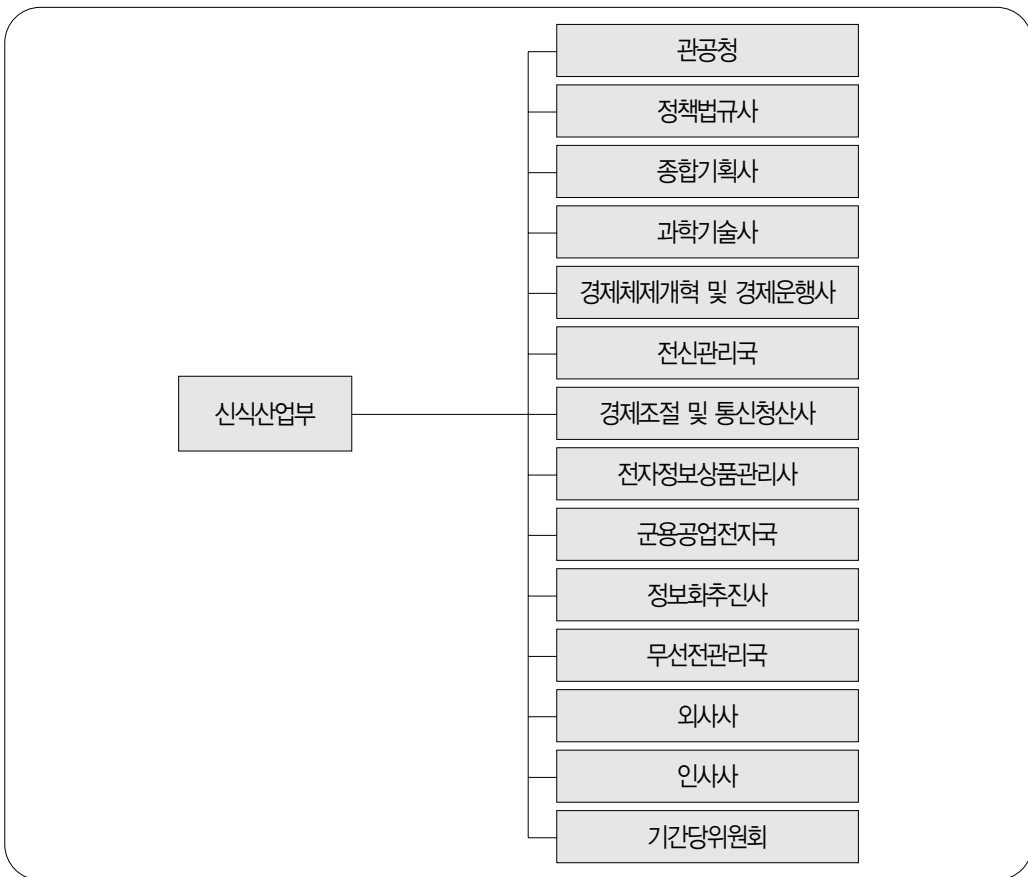 관공청
정책법규사
종합기획사
과학기술사
경제체제개혁 및 경제운행사
전신관리국
신식산업부
경제조절 및 통신청산사
전자정보상품관리사
군용공업전자국
정보화추진사
무선전관리국
외사사
인사사
기간당위원회